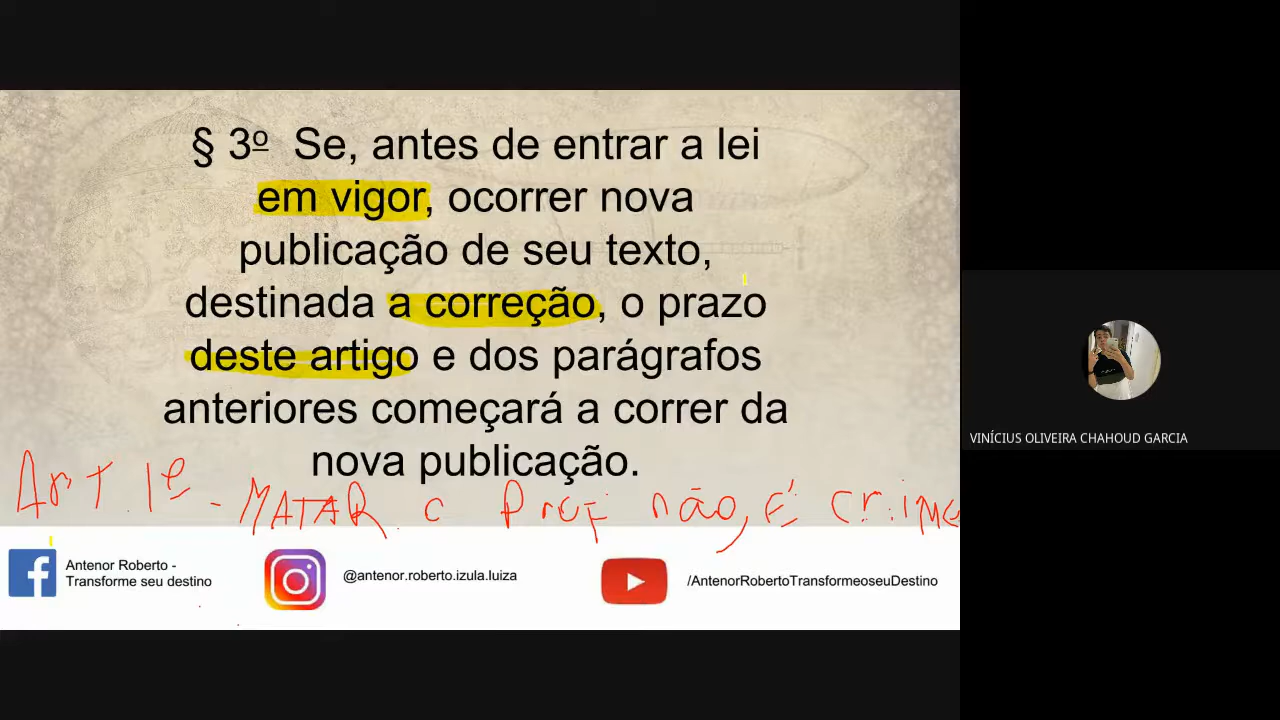 § 3º Se, antes de entrar a lei
em vigor, ocorrer nova
publicação de seu texto,
destinada a correção, o prazo
deste artigo e dos parágrafos
anteriores começará a correr da
nova publicação.
Art. 1º - MATAR o Prof não, É crime
Antenor Roberto -
Transforme seu destino
@antenor.roberto.izula.luiza
/AntenorRobertoTransformeoseuDestino
VINÍCIUS OLIVEIRA CHAHOUD GARCIA